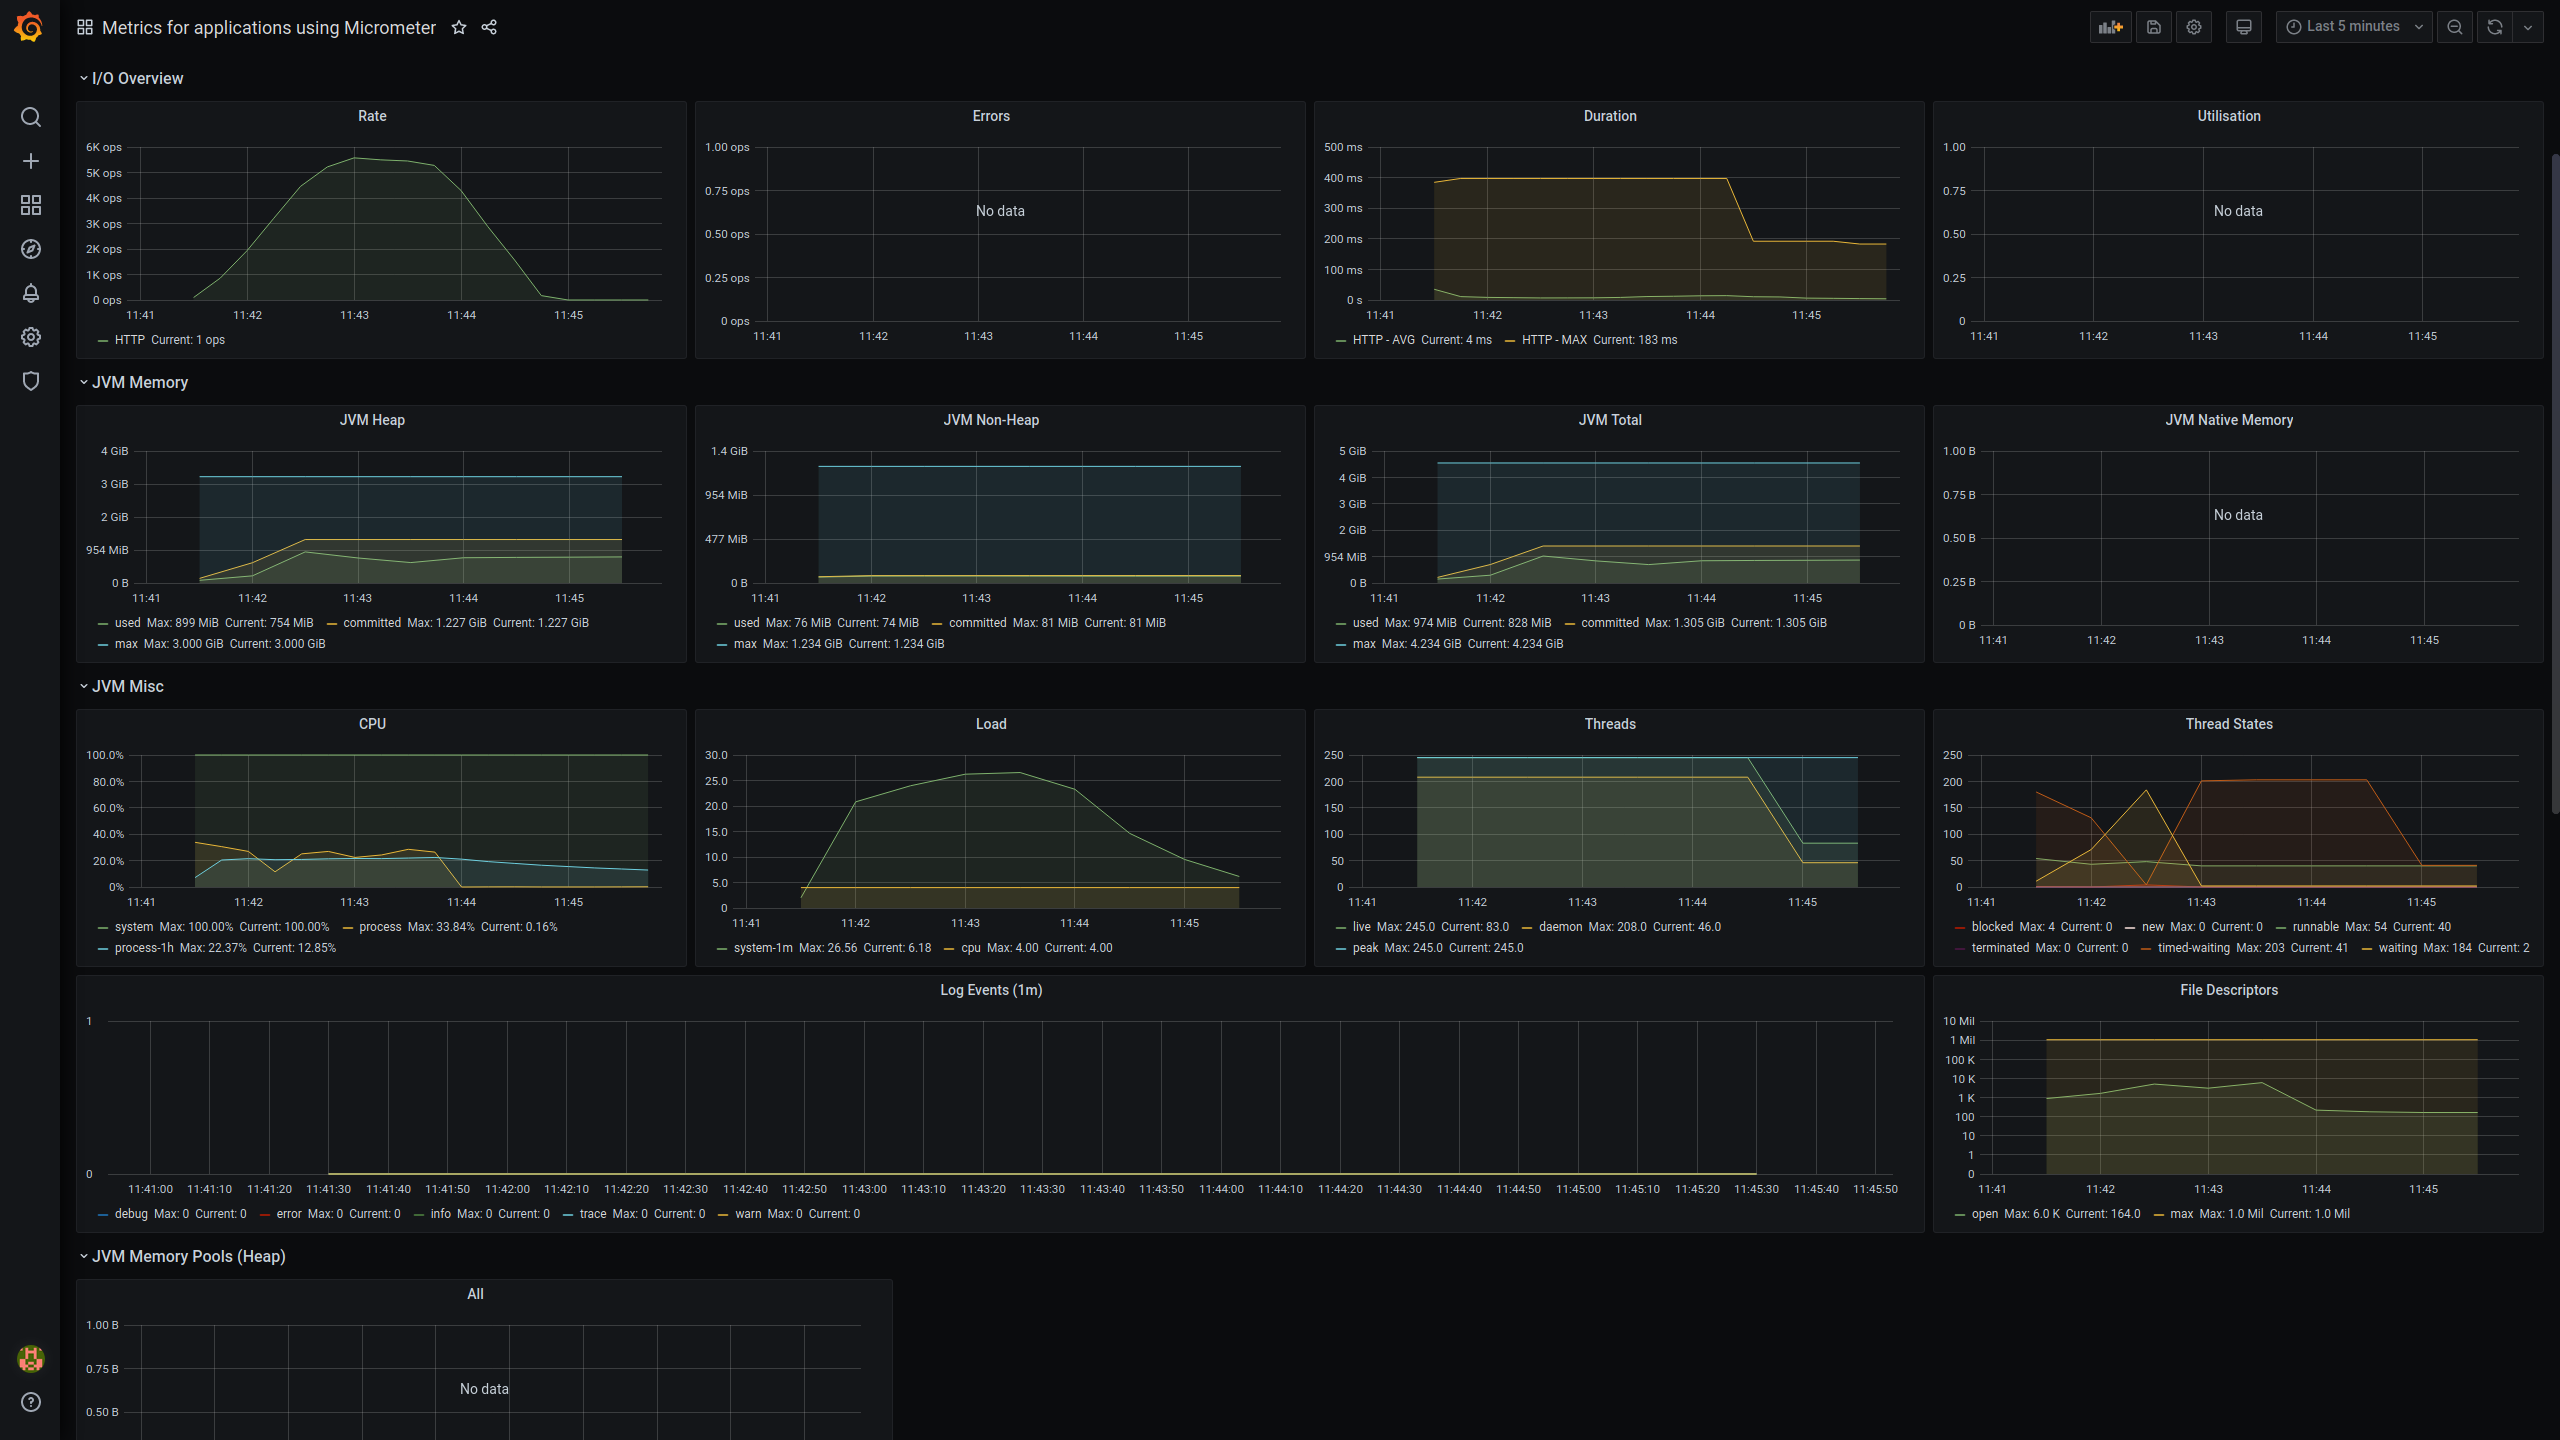 Metrics for applications using Micrometer
Last 5 minutes
I/O Overview
Rate
6K ops
5K ops
4K ops
3K ops
2K ops
1K ops
0 ops
11:41 11:42 11:43 11:44 11:45
HTTP Current: 1 ops
Errors
1.00 ops
0.75 ops
0.50 ops
0.25 ops
0 ops
No data
11:41 11:42 11:43 11:44 11:45
Duration
500 ms
400 ms
300 ms
200 ms
100 ms
0 s
11:41 11:42 11:43 11:44 11:45
HTTP - AVG Current: 4 ms HTTP - MAX Current: 183 ms
Utilisation
1.00
0.75
0.50
0.25
0
No data
11:41 11:42 11:43 11:44 11:45
JVM Memory
JVM Heap
4 GiB
3 GiB
2 GiB
954 MiB
0 B
11:41 11:42 11:43 11:44 11:45
used Max: 899 MiB Current: 754 MiB committed Max: 1.227 GiB Current: 1.227 GiB
max Max: 3.000 GiB Current: 3.000 GiB
JVM Non-Heap
1.4 GiB
954 MiB
477 MiB
0 B
11:41 11:42 11:43 11:44 11:45
used Max: 76 MiB Current: 74 MiB committed Max: 81 MiB Current: 81 MiB
max Max: 1.234 GiB Current: 1.234 GiB
JVM Total
5 GiB
4 GiB
3 GiB
2 GiB
954 MiB
0 B
11:41 11:42 11:43 11:44 11:45
used Max: 974 MiB Current: 828 MiB committed Max: 1.305 GiB Current: 1.305 GiB
max Max: 4.234 GiB Current: 4.234 GiB
JVM Native Memory
1.00 B
0.75 B
0.50 B
0.25 B
0 B
No data
11:41 11:42 11:43 11:44 11:45
JVM Misc
CPU
100.0%
80.0%
60.0%
40.0%
20.0%
0%
11:41 11:42 11:43 11:44 11:45
system Max: 100.00% Current: 100.00% process Max: 33.84% Current: 0.16%
process-1h Max: 22.37% Current: 12.85%
Load
30.0
25.0
20.0
15.0
10.0
5.0
0
11:41 11:42 11:43 11:44 11:45
system-1m Max: 26.56 Current: 6.18 cpu Max: 4.00 Current: 4.00
Threads
250
200
150
100
50
0
11:41 11:42 11:43 11:44 11:45
live Max: 245.0 Current: 83.0 daemon Max: 208.0 Current: 46.0
peak Max: 245.0 Current: 245.0
Thread States
250
200
150
100
50
0
11:41 11:42 11:43 11:44 11:45
blocked Max: 4 Current: 0 new Max: 0 Current: 0 runnable Max: 54 Current: 40
terminated Max: 0 Current: 0 timed-waiting Max: 203 Current: 41 waiting Max: 184 Current: 2
Log Events (1m)
1
0
11:41:00 11:41:10 11:41:20 11:41:30 11:41:40 11:41:50 11:42:00 11:42:10 11:42:20 11:42:30 11:42:40 11:42:50 11:43:00 11:43:10 11:43:20 11:43:30 11:43:40 11:43:50 11:44:00 11:44:10 11:44:20 11:44:30 11:44:40 11:44:50 11:45:00 11:45:10 11:45:20 11:45:30 11:45:40 11:45:50
debug Max: 0 Current: 0 error Max: 0 Current: 0 info Max: 0 Current: 0 trace Max: 0 Current: 0 warn Max: 0 Current: 0
File Descriptors
10 Mil
1 Mil
100 K
10 K
1 K
100
10
1
0
11:41 11:42 11:43 11:44 11:45
open Max: 6.0 K Current: 164.0 max Max: 1.0 Mil Current: 1.0 Mil
JVM Memory Pools (Heap)
All
1.00 B
0.75 B
0.50 B
No data